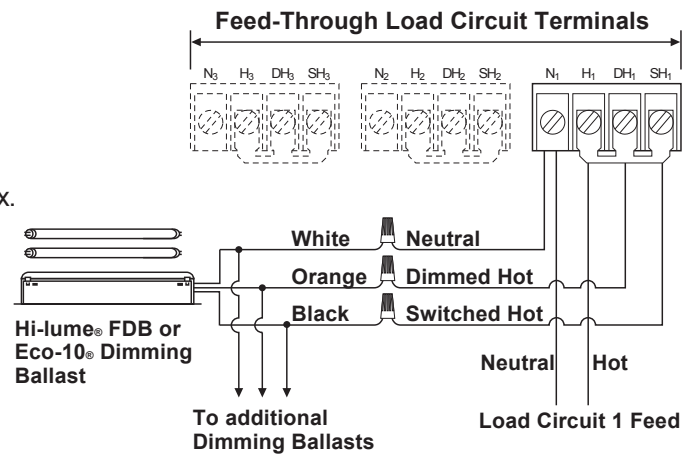 Feed-Through Load Circuit Terminals
N3 H3 DH3 SH3 N2 H2 DH2 SH2 N1 H1 DH1 SH1
x.
White Neutral
Orange Dimmed Hot
Black Switched Hot
Hi-lume® FDB or
Eco-10® Dimming
Ballast
Neutral Hot
To additional
Dimming Ballasts
Load Circuit 1 Feed